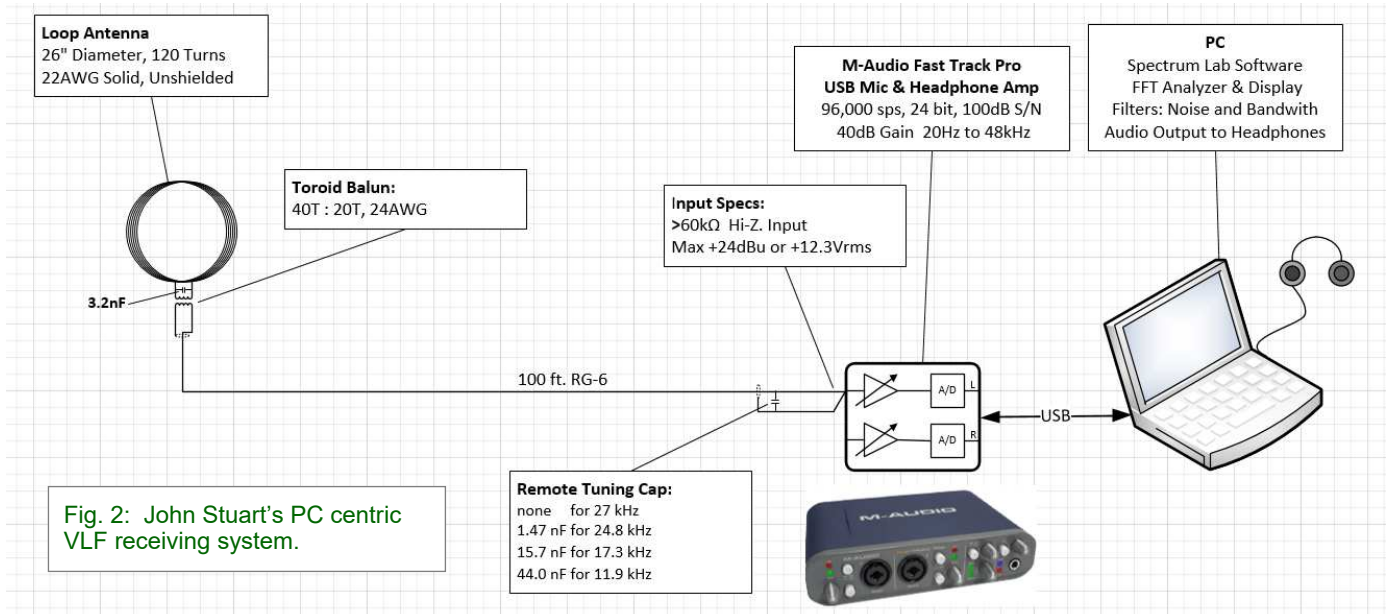 Loop Antenna
26" Diameter, 120 Turns
22AWG Solid, Unshielded
M-Audio Fast Track Pro
USB Mic & Headphone Amp
96,000 sps, 24 bit, 100dB S/N
40dB Gain  20Hz to 48kHz
PC
Spectrum Lab Software
FFT Analyzer & Display
Filters: Noise and Bandwith
Audio Output to Headphones
Toroid Balun:
40T : 20T, 24AWG
Input Specs:
>60kΩ  Hi-Z. Input
Max +24dBu or +12.3Vrms
3.2nF
100 ft. RG-6
A/D
L
A/D
R
USB
Remote Tuning Cap:
none    for 27 kHz
1.47 nF for 24.8 kHz
15.7 nF for 17.3 kHz
44.0 nF for 11.9 kHz
Fig. 2:  John Stuart's PC centric
VLF receiving system.
M-AUDIO